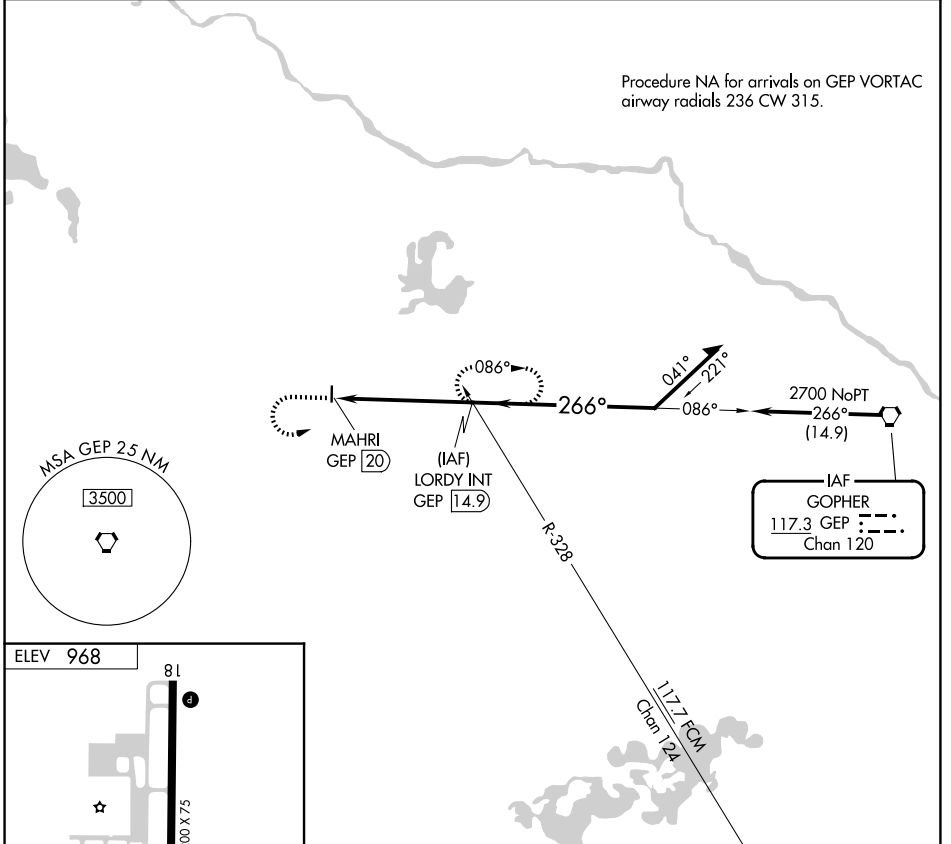 Procedure NA for arrivals on GEP VORTAC
airway radials 236 CW 315.
086°
041°
221°
2700 NoPT
266°
086°
266°
(14.9)
MAHRI
GEP 20
(IAF)
LORDY INT
GEP 14.9
MSA GEP 25 NM
3500
IAF
GOPHER
117.3 GEP
Chan 120
R-328
117.7 FCM
Chan 124
ELEV 968
18
P
00 X 75